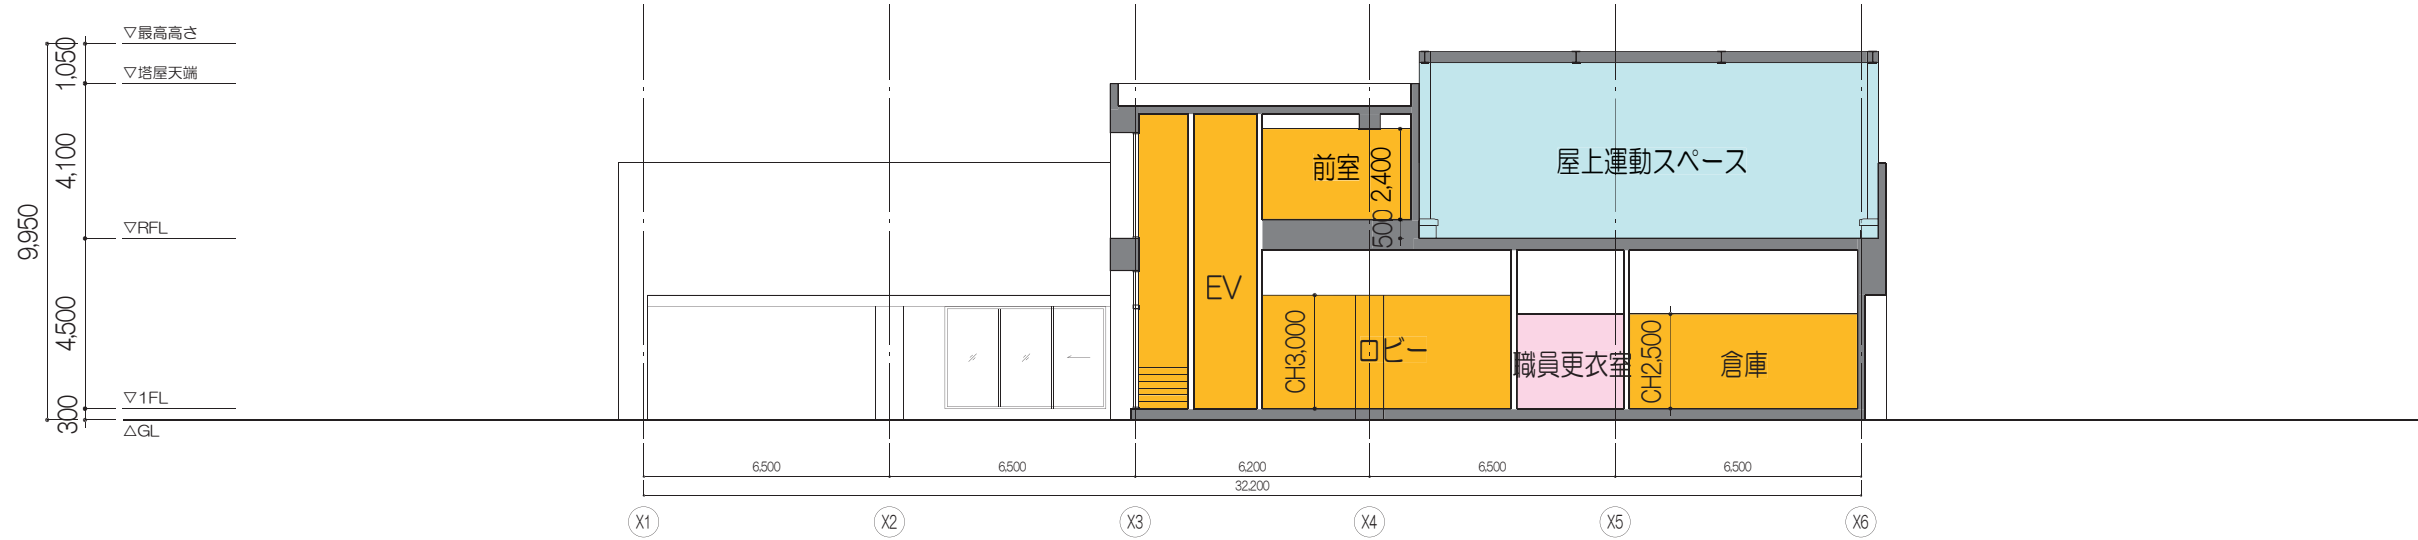 ▽最高高さ
1,050
▽塔屋天端
4,100
9,950
▽RFL
4,500
▽1FL
300
△GL
前室
2,400
500
屋上運動スペース
EV
CH3,000
ロビー
職員更衣室
CH2,500
倉庫
6.500 6.500 6.200 6.500 6.500
32.200
X1 X2 X3 X4 X5 X6